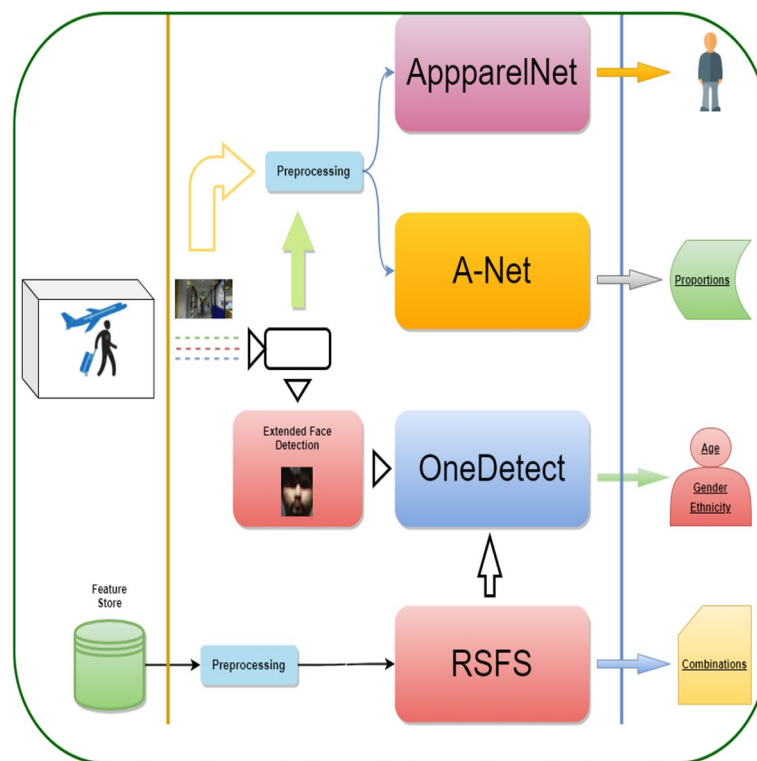 AppparelNet
Preprocessing
A-Net
Proportions
Extended Face
Detection
OneDetect
Age
Gender
Ethnicity
Feature
Store
Preprocessing
RSFS
Combinations